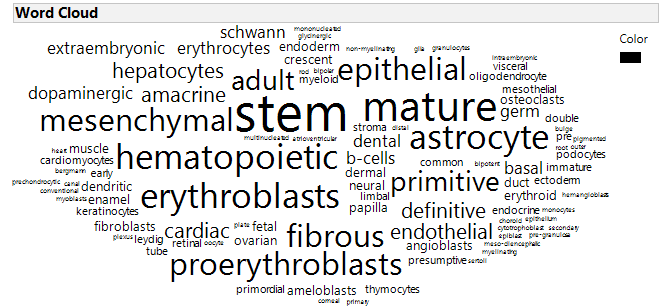 Word Cloud
Color
schwann mononucleated
glycinergic
extraembryonic erythrocytes endoderm non-myelinating glia granulocytes
crescent intraembryonic
hepatocytes rod bipolar epithelial visceral
adult myeloid oligodendrocyte
dopaminergic amacrine mesothelial
stem mature osteoclasts
germ double
mesenchymal stroma distal astrocyte bulge
multinucleated atrioventricular dental pre pigmented
heart muscle hematopoietic root outer
cardiomyocytes b-cells common bipotent podocytes
bergmann early dermal basal immature
prechondrocytic canal dendritic neural primitive duct ectoderm
conventional erythroblasts limbal erythroid hemangioblasts
myoblasts enamel
keratinocytes papilla definitive endocrine monocytes
fibroblasts cardiac plate fetal choroid epithelium
plexus leydig fibrous endothelial cytotrophoblast secondary
retinal oocyte ovarian epiblast pre-granulosa
tube angioblasts meso-diencephalic
myelinating
proerythroblasts presumptive sertoli
primordial ameloblasts thymocytes
corneal primary